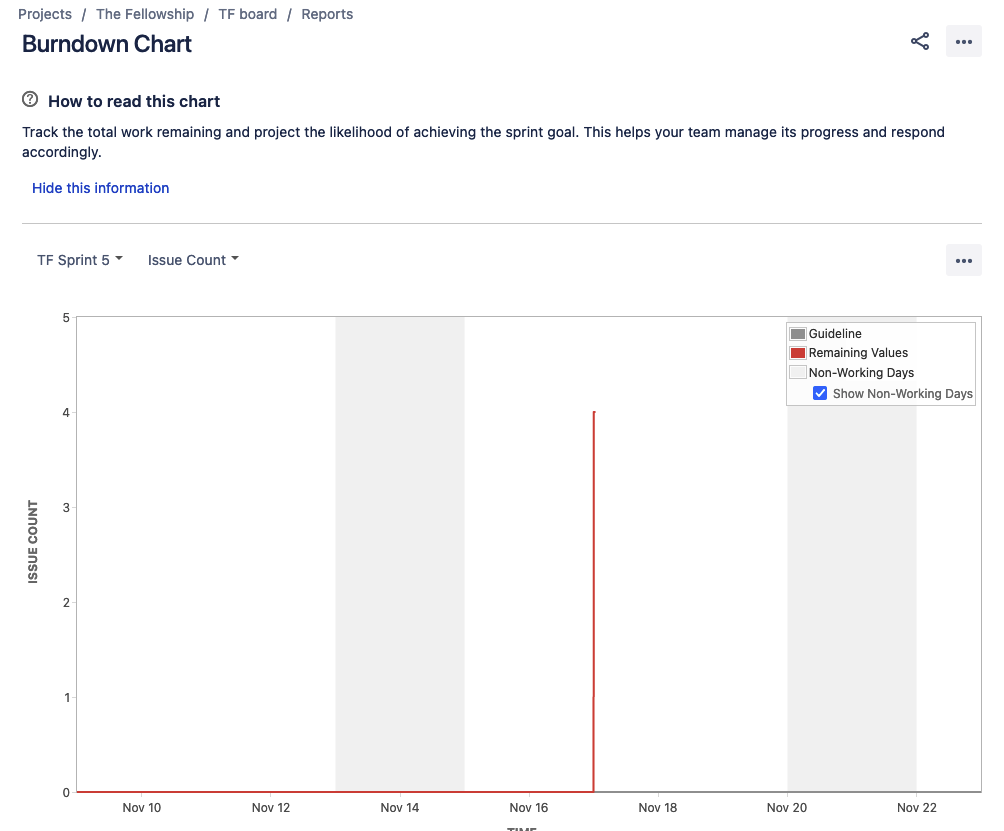 Projects / The Fellowship / TF board / Reports
Burndown Chart
How to read this chart
Track the total work remaining and project the likelihood of achieving the sprint goal. This helps your team manage its progress and respond
accordingly.
Hide this information
TF Sprint 5 Issue Count
5
4
3
2
1
0
ISSUE COUNT
Guideline
Remaining Values
Non-Working Days
Show Non-Working Days
Nov 10 Nov 12 Nov 14 Nov 16 Nov 18 Nov 20 Nov 22
TIME